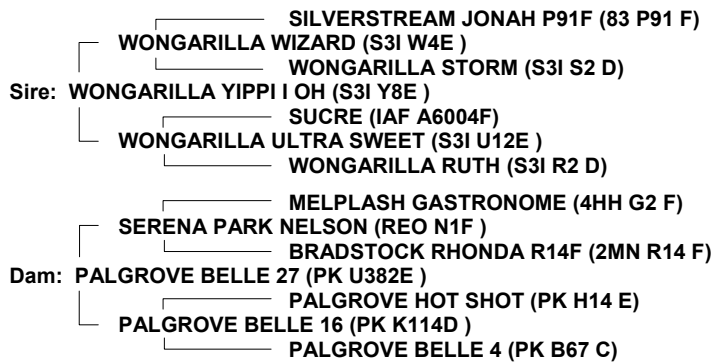 SILVERSTREAM JONAH P91F (83 P91 F)
WONGARILLA WIZARD (S3I W4E )
WONGARILLA STORM (S3I S2 D)
Sire: WONGARILLA YIPPI I OH (S3I Y8E )
SUCRE (IAF A6004F)
WONGARILLA ULTRA SWEET (S3I U12E )
WONGARILLA RUTH (S3I R2 D)
MELPLASH GASTRONOME (4HH G2 F)
SERENA PARK NELSON (REO N1F )
BRADSTOCK RHONDA R14F (2MN R14 F)
Dam: PALGROVE BELLE 27 (PK U382E )
PALGROVE HOT SHOT (PK H14 E)
PALGROVE BELLE 16 (PK K114D )
PALGROVE BELLE 4 (PK B67 C)